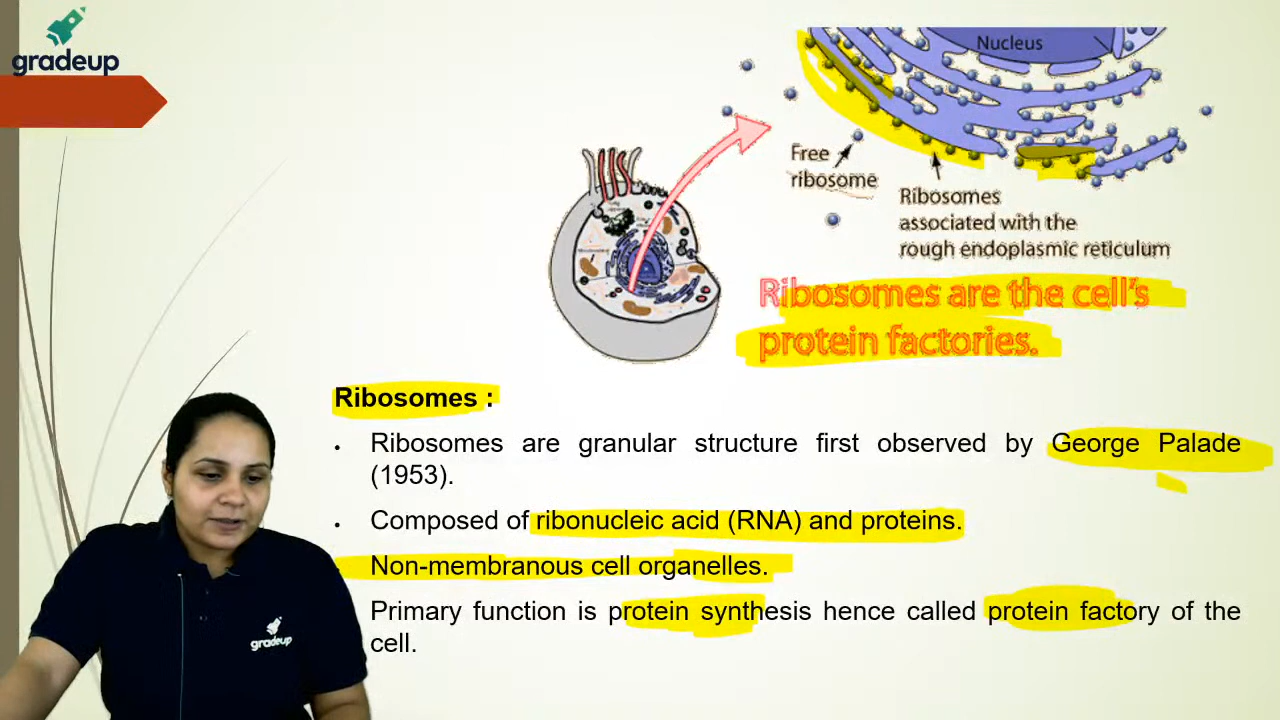 gradeup
Nucleus
Free
ribosome
Ribosomes
associated with the
rough endoplasmic reticulum
Ribosomes are the cell's
protein factories.
Ribosomes :
• Ribosomes are granular structure first observed by George Palade
(1953).
• Composed of ribonucleic acid (RNA) and proteins.
Non-membranous cell organelles.
Primary function is protein synthesis hence called protein factory of the
cell.
gradeup